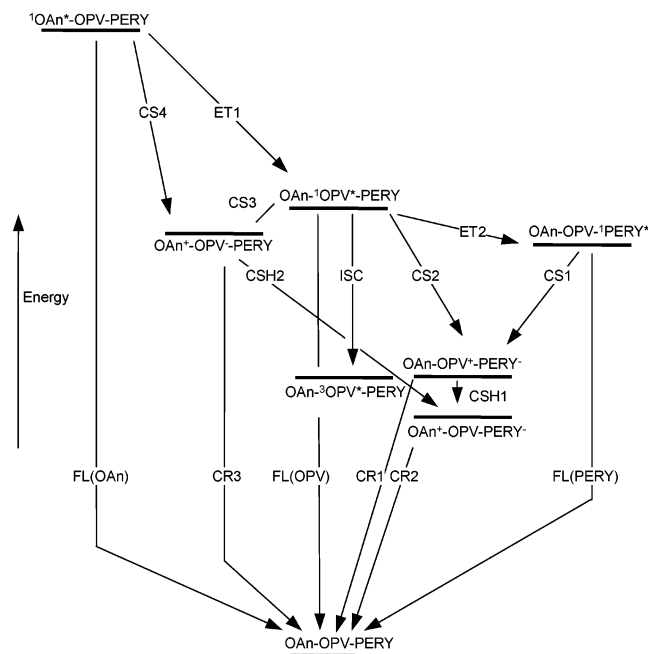 ¹OAn*-OPV-PERY
CS4
ET1
OAn-¹OPV*-PERY
CS3
ET2
OAn-OPV-¹PERY*
OAn⁺-OPV⁻-PERY
CSH2
ISC
CS2
CS1
Energy
OAn-OPV⁺-PERY⁻
OAn-³OPV*-PERY
CSH1
OAn⁺-OPV-PERY⁻
FL(OAn)
CR3
FL(OPV)
CR1
CR2
FL(PERY)
OAn-OPV-PERY